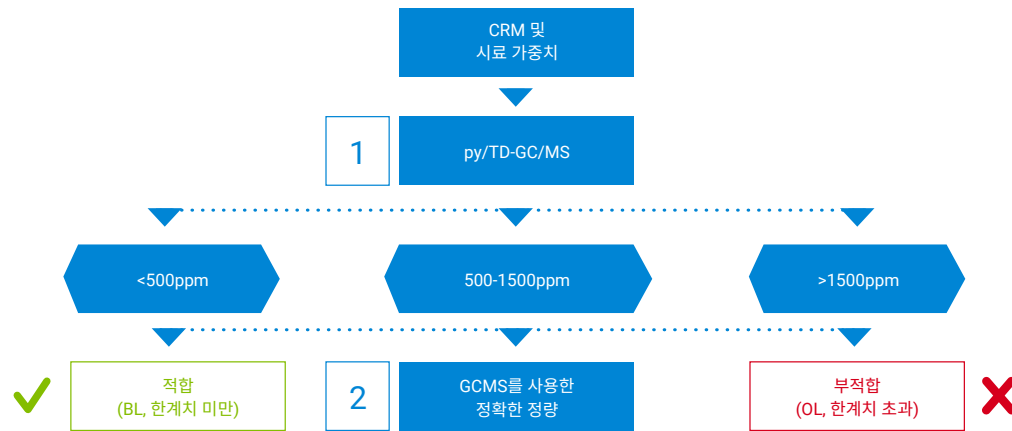 CRM 및
시료 가중치
1
py/TD-GC/MS
<500ppm
500-1500ppm
>1500ppm
적합
(BL, 한계치 미만)
2
GCMS를 사용한
정확한 정량
부적합
(OL, 한계치 초과)